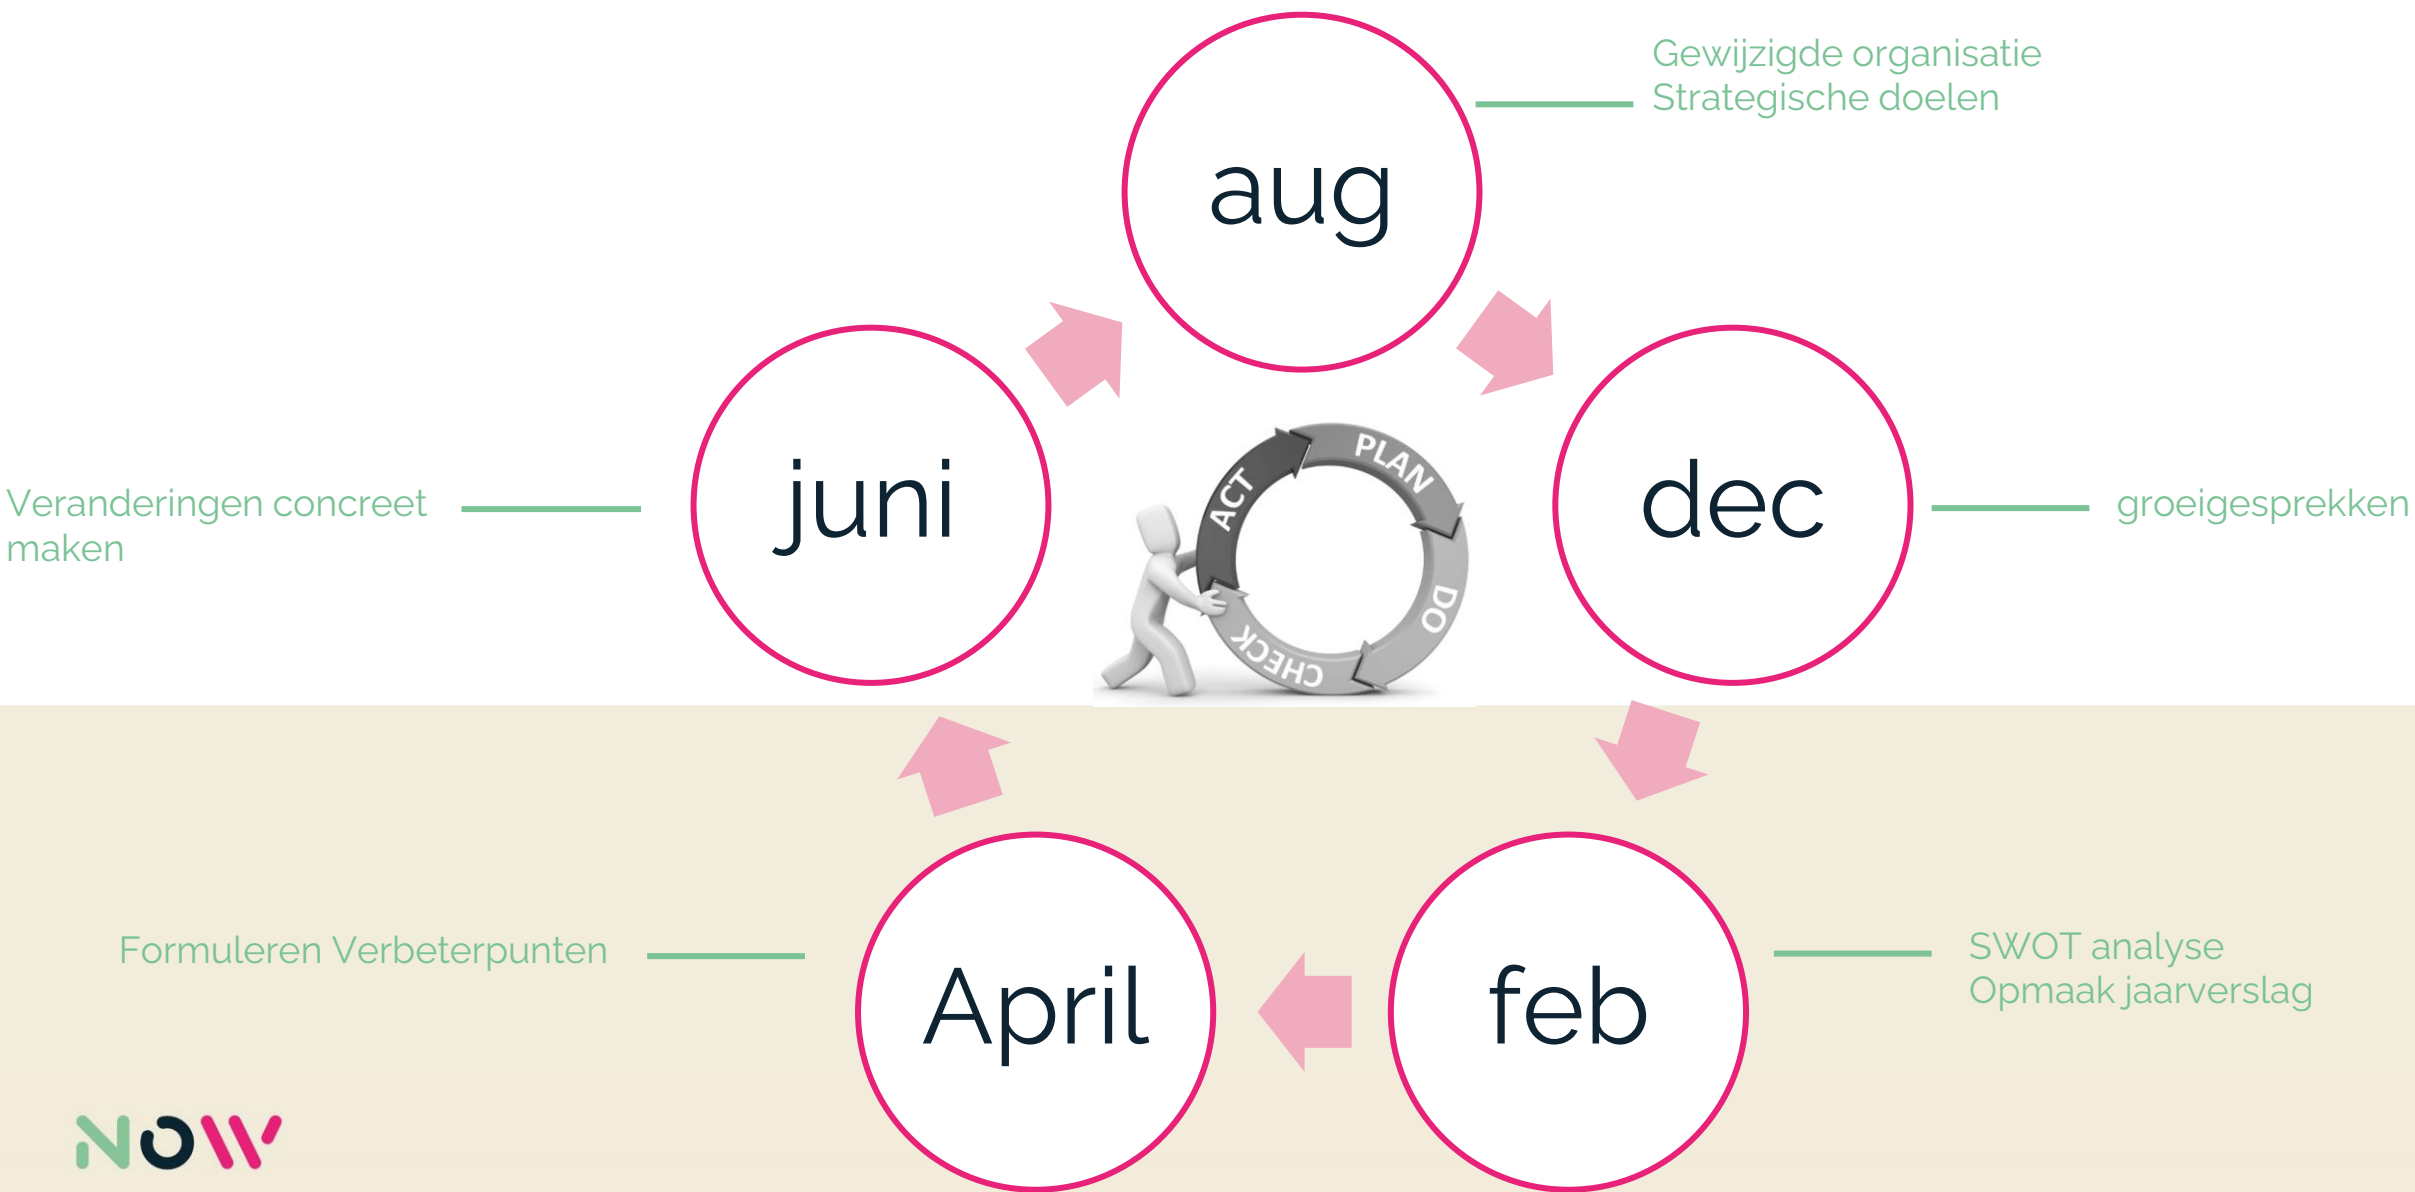 Gewijzigde organisatie
Strategische doelen
aug
juni
dec
Veranderingen concreet
maken
groeigesprekken
PLAN
DO
CHECK
ACT
Formuleren Verbeterpunten
April
feb
SWOT analyse
Opmaak jaarverslag
NOW